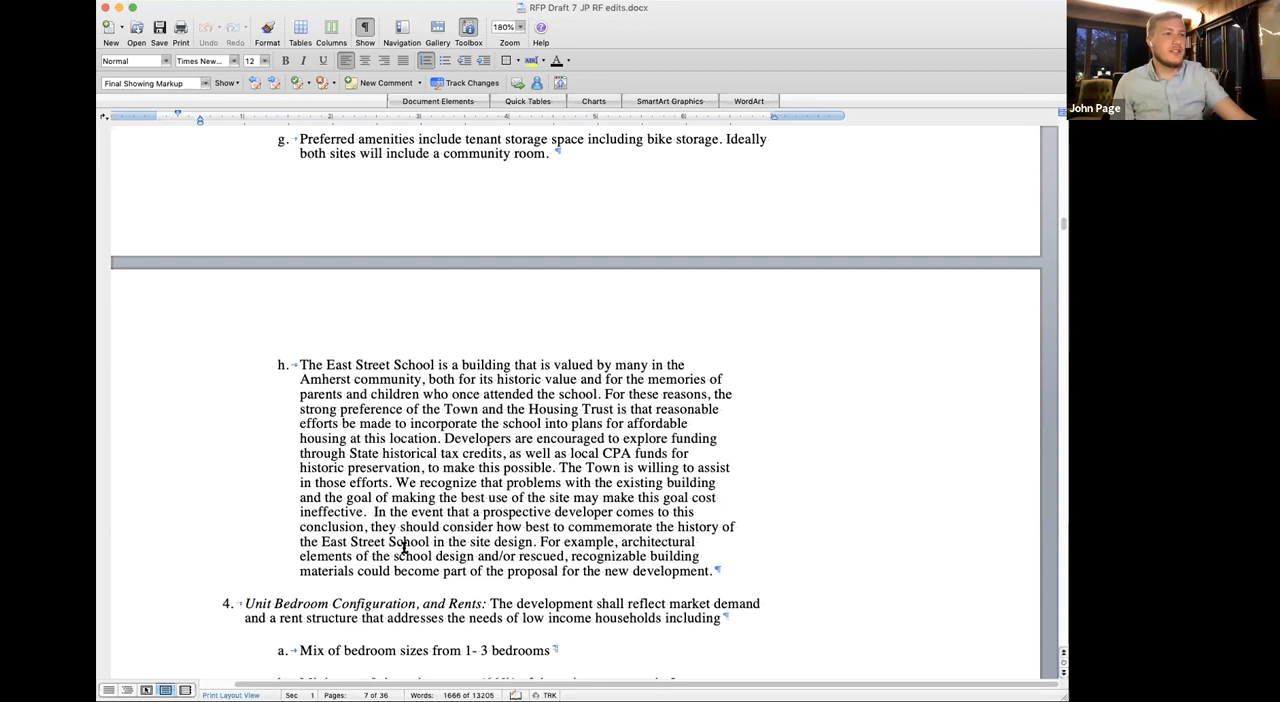 RFP Draft 7 JP RF edits.docx
New Open Save Print Undo Redo Format Tables Columns Show Navigation Gallery Toolbox Zoom Help
180%
Normal Times New... 12 B I U A
Final Showing Markup Show New Comment Track Changes
Document Elements Quick Tables Charts SmartArt Graphics WordArt
John Page
g. Preferred amenities include tenant storage space including bike storage. Ideally
both sites will include a community room.
h. The East Street School is a building that is valued by many in the
Amherst community, both for its historic value and for the memories of
parents and children who once attended the school. For these reasons, the
strong preference of the Town and the Housing Trust is that reasonable
efforts be made to incorporate the school into plans for affordable
housing at this location. Developers are encouraged to explore funding
through State historical tax credits, as well as local CPA funds for
historic preservation, to make this possible. The Town is willing to assist
in those efforts. We recognize that problems with the existing building
and the goal of making the best use of the site may make this goal cost
ineffective.  In the event that a prospective developer comes to this
conclusion, they should consider how best to commemorate the history of
the East Street School in the site design. For example, architectural
elements of the school design and/or rescued, recognizable building
materials could become part of the proposal for the new development.
4. Unit Bedroom Configuration, and Rents: The development shall reflect market demand
and a rent structure that addresses the needs of low income households including
a. Mix of bedroom sizes from 1- 3 bedrooms
Print Layout View Sec 1 Pages: 7 of 36 Words: 1666 of 13205 TRK